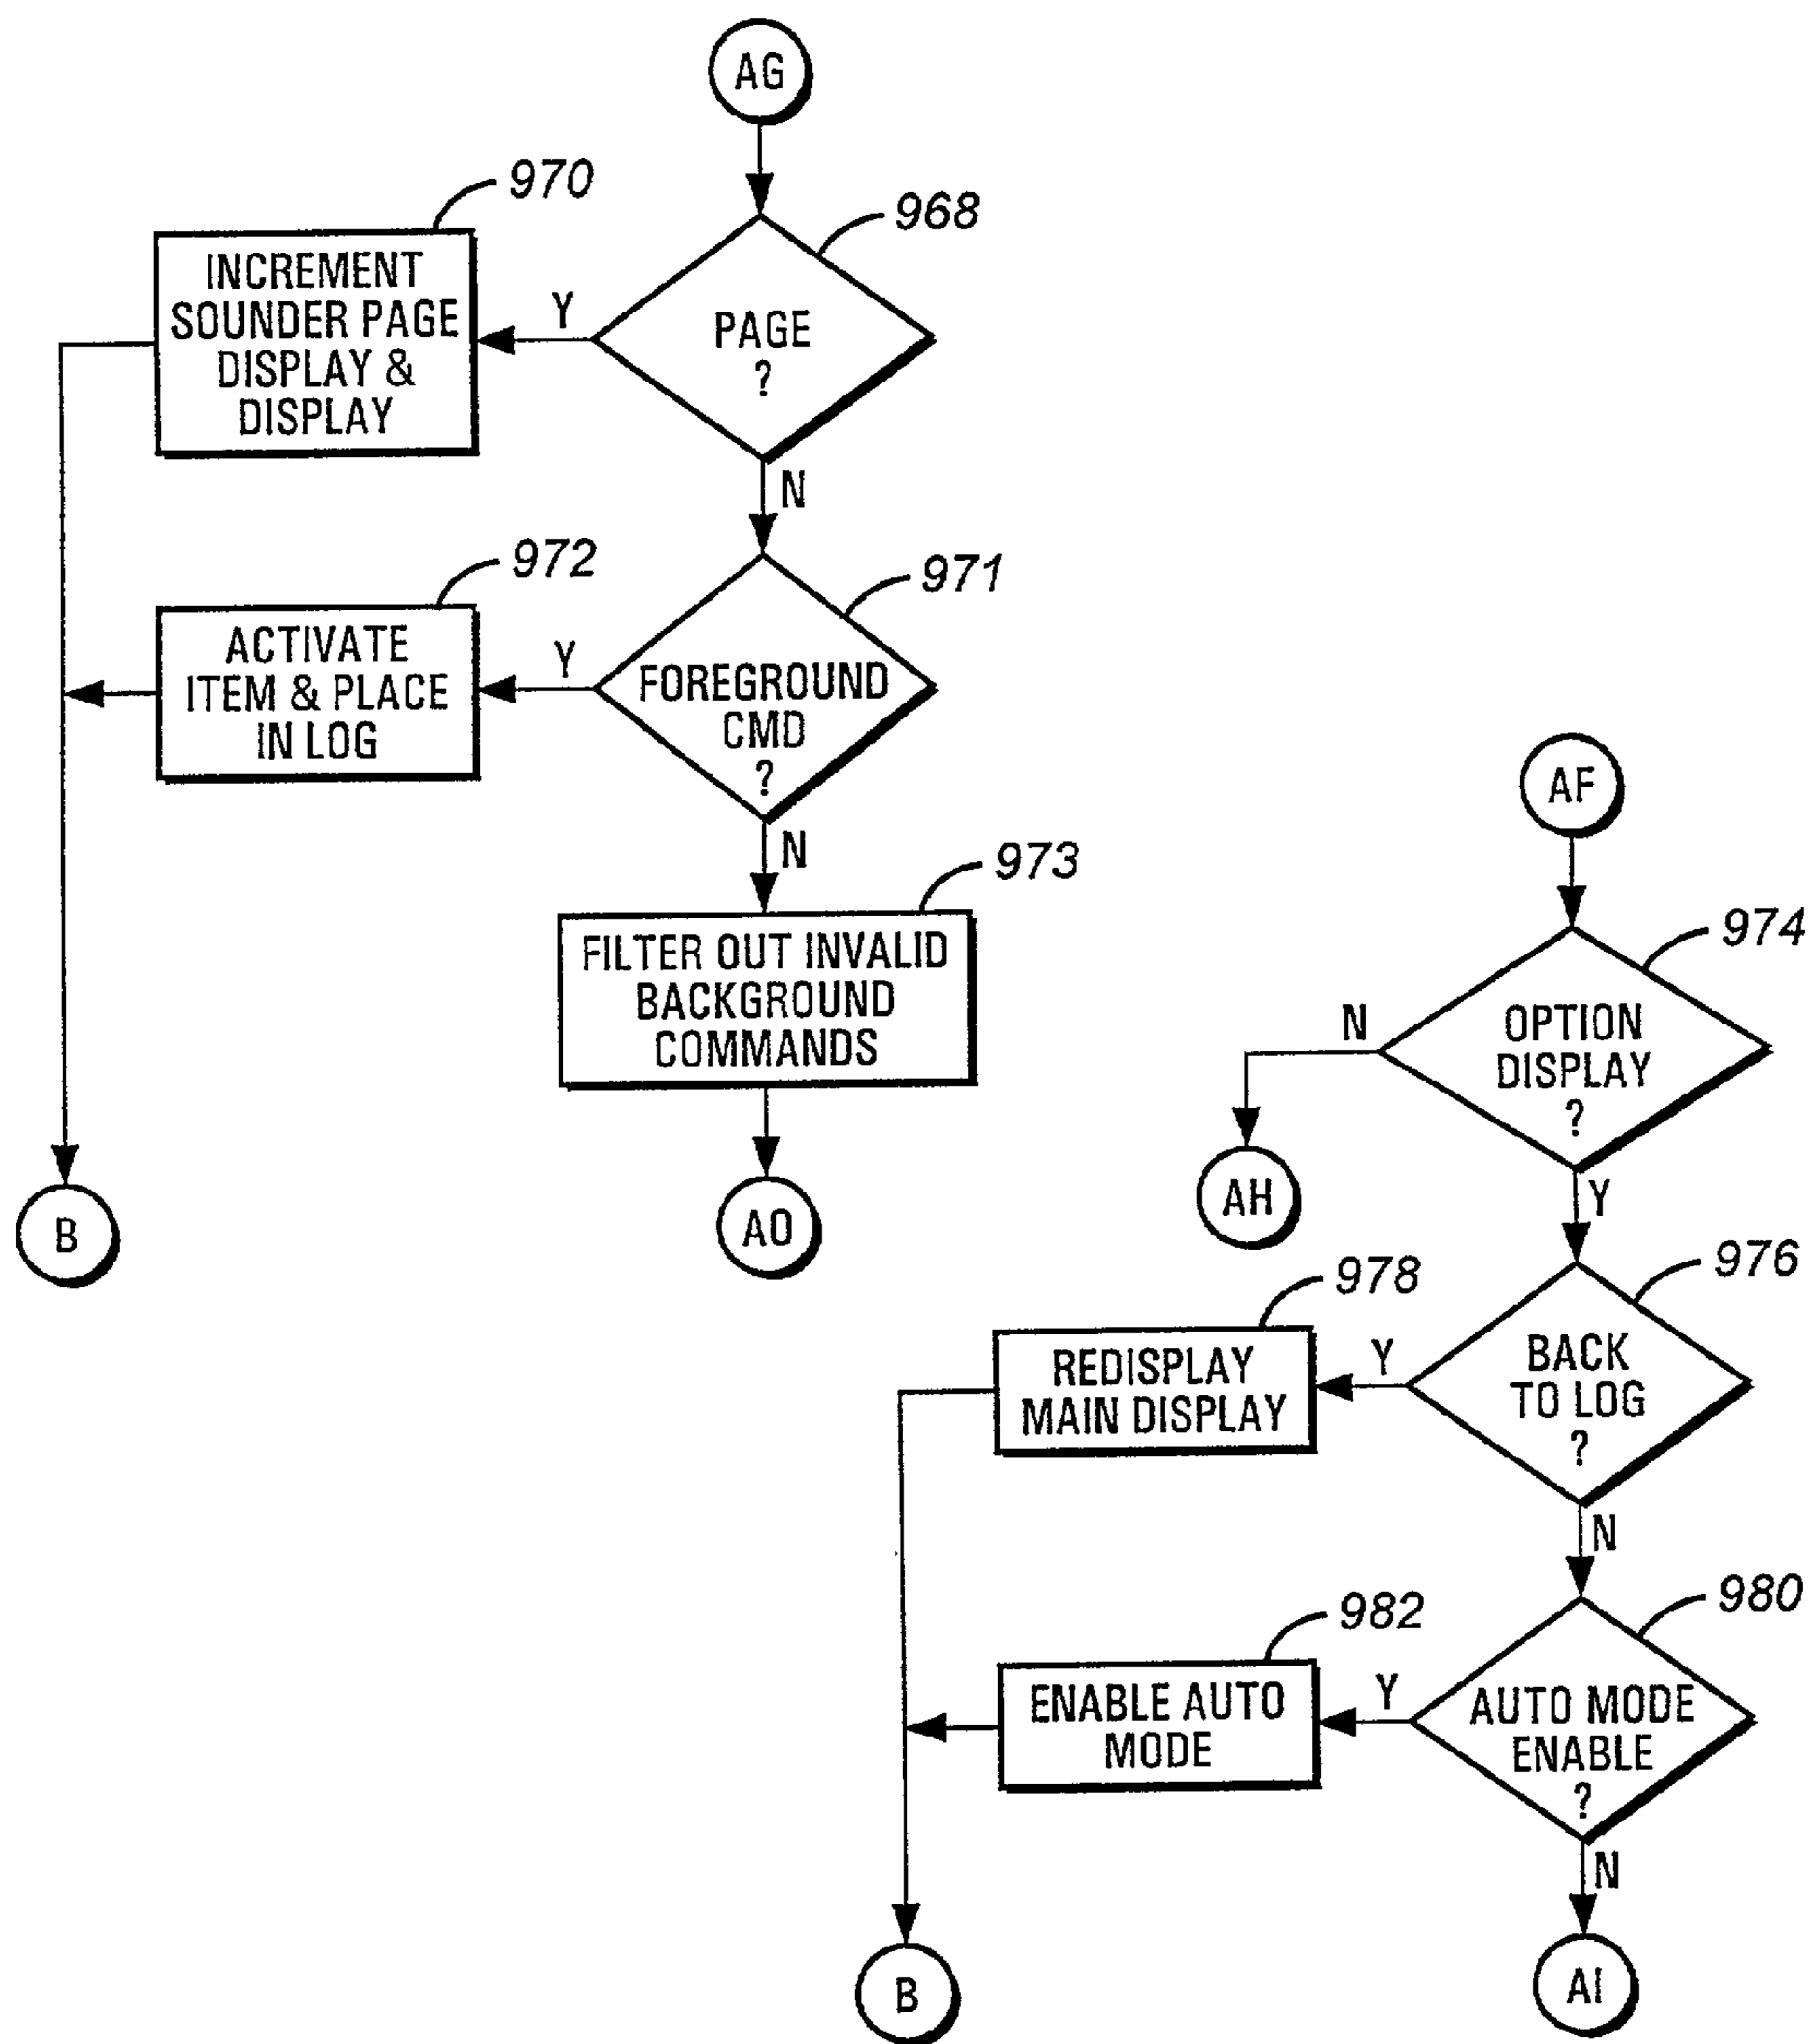 AG
970
968
INCREMENT
SOUNDER PAGE
DISPLAY &
DISPLAY
Y
PAGE
?
N
972
971
ACTIVATE
ITEM & PLACE
IN LOG
Y
FOREGROUND
CMD
?
N
973
FILTER OUT INVALID
BACKGROUND
COMMANDS
B
AO
AF
974
N
OPTION
DISPLAY
?
AH
Y
978
976
REDISPLAY
MAIN DISPLAY
Y
BACK
TO LOG
?
N
982
980
ENABLE AUTO
MODE
Y
AUTO MODE
ENABLE
?
N
B
AI